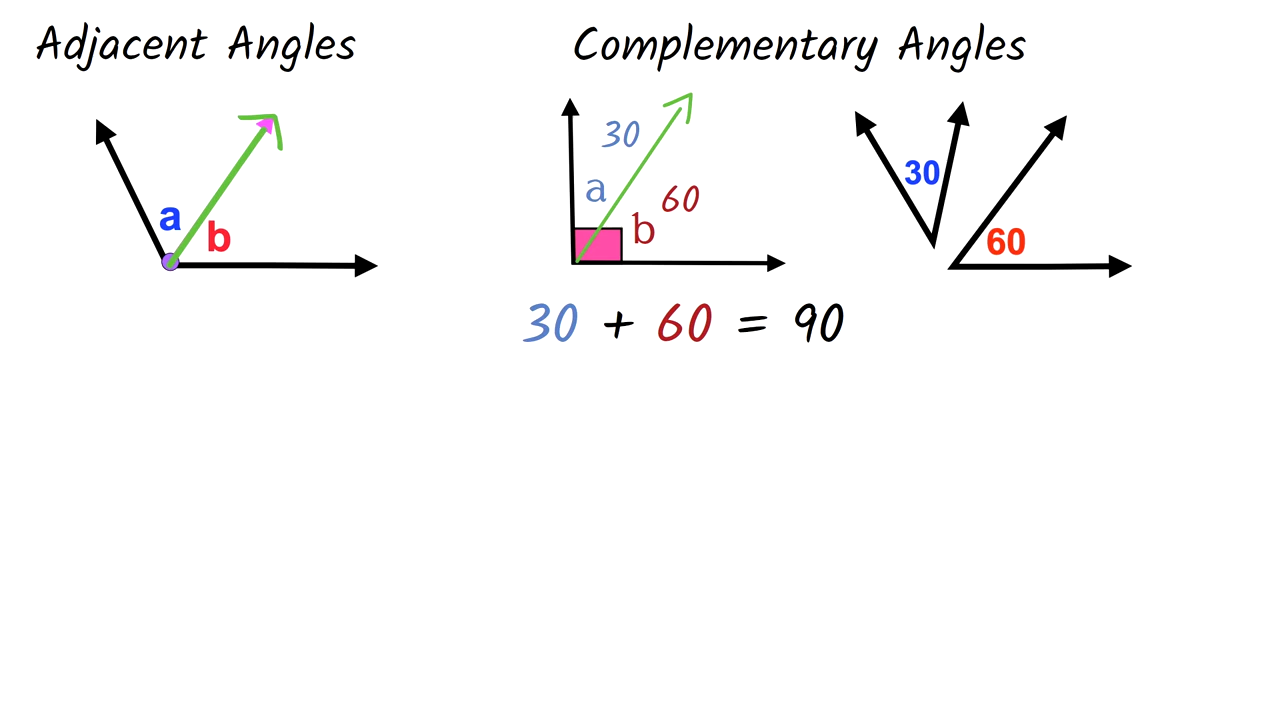 Adjacent Angles
a
b
Complementary Angles
30
a
60
b
30
60
30 + 60 = 90